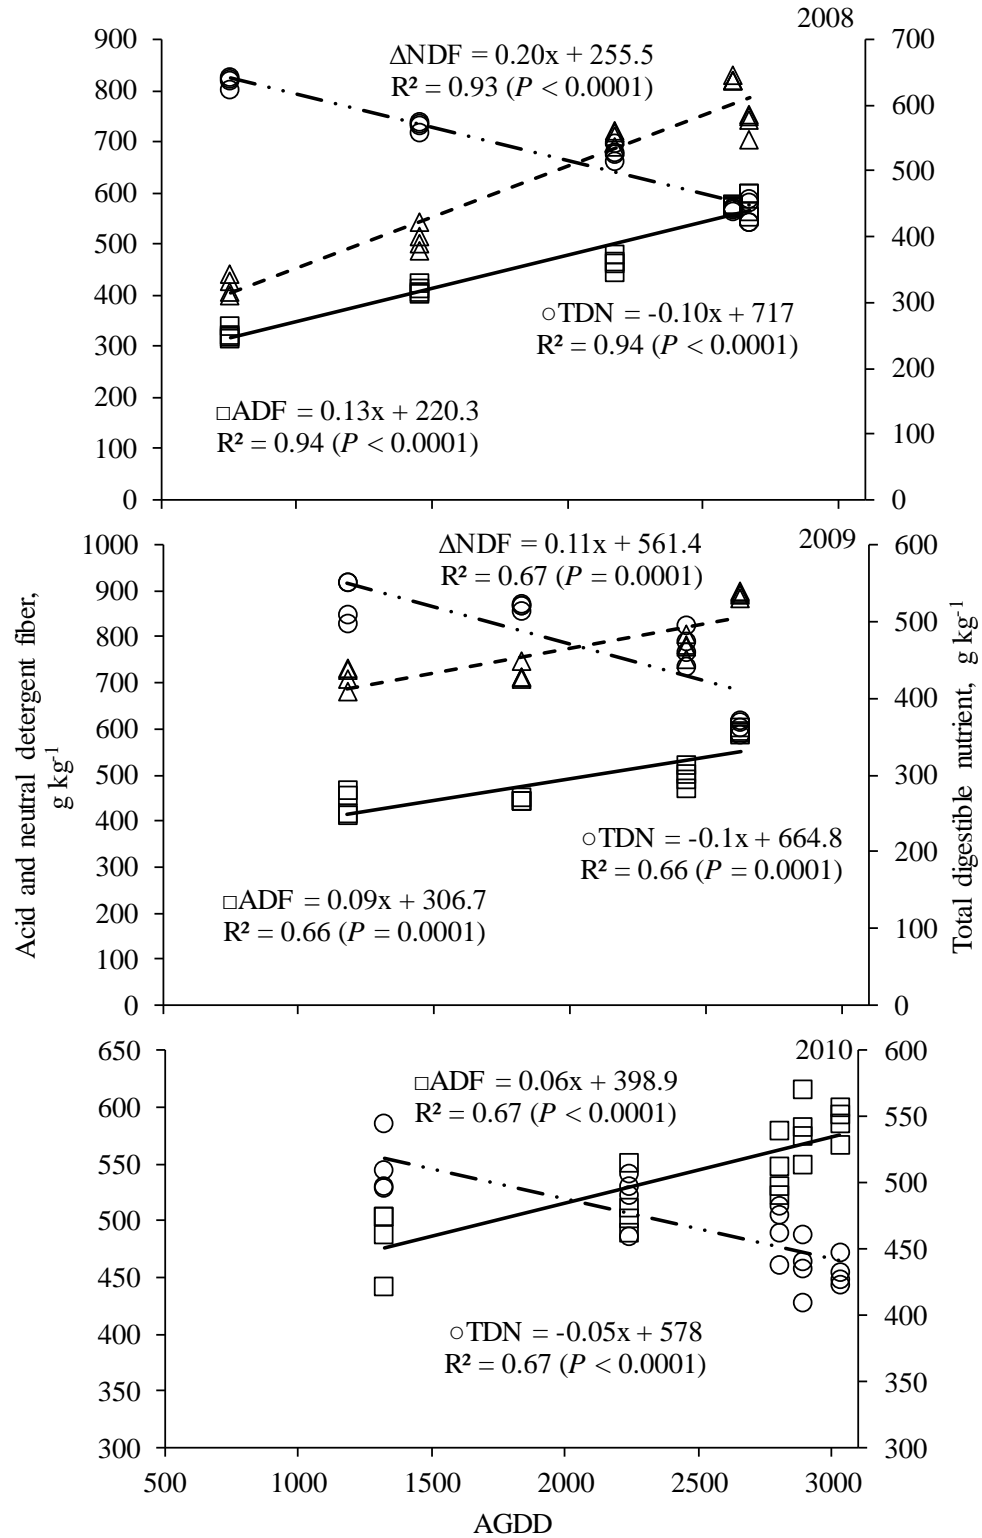 2008
900
800
700
600
500
400
300
200
100
0
700
600
500
400
300
200
100
0
ΔNDF = 0.20x + 255.5
R² = 0.93 (P < 0.0001)
○TDN = -0.10x + 717
R² = 0.94 (P < 0.0001)
□ADF = 0.13x + 220.3
R² = 0.94 (P < 0.0001)
2009
1000
900
800
700
600
500
400
300
200
100
0
600
500
400
300
200
100
0
ΔNDF = 0.11x + 561.4
R² = 0.67 (P = 0.0001)
○TDN = -0.1x + 664.8
R² = 0.66 (P = 0.0001)
□ADF = 0.09x + 306.7
R² = 0.66 (P = 0.0001)
Acid and neutral detergent fiber,
g kg-1
Total digestible nutrient, g kg-1
2010
650
600
550
500
450
400
350
300
600
550
500
450
400
350
300
□ADF = 0.06x + 398.9
R² = 0.67 (P < 0.0001)
○TDN = -0.05x + 578
R² = 0.67 (P < 0.0001)
500 1000 1500 2000 2500 3000
AGDD